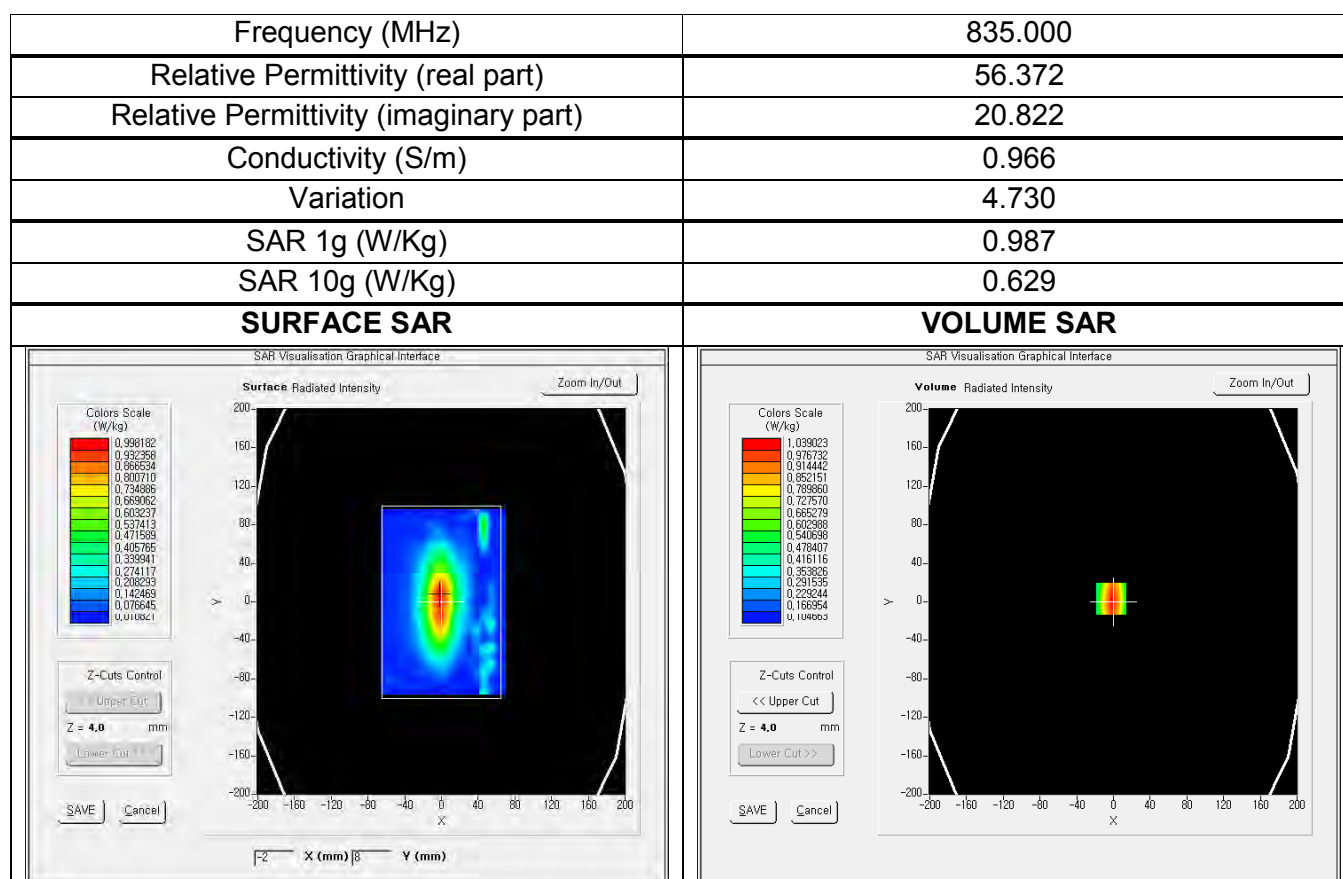 Frequency (MHz) 835.000
Relative Permittivity (real part) 56.372
Relative Permittivity (imaginary part) 20.822
Conductivity (S/m) 0.966
Variation 4.730
SAR 1g (W/Kg) 0.987
SAR 10g (W/Kg) 0.629
SURFACE SAR VOLUME SAR
SAR Visualisation Graphical Interface
Surface Radiated Intensity
Zoom In/Out
Colors Scale
(W/kg)
0,998182
0,932358
0,866534
0,800710
0,734886
0,669062
0,603237
0,537413
0,471589
0,405765
0,339941
0,274117
0,208293
0,142469
0,076645
0,010821
200
160
120
80
40
0
-40
-80
-120
-160
-200
Y
-200 -160 -120 -80 -40 0 40 80 120 160 200
X
Z-Cuts Control
<< Upper Cut
Z = 4,0 mm
Lower Cut >>
SAVE Cancel
-2 X (mm) 8 Y (mm)
SAR Visualisation Graphical Interface
Volume Radiated Intensity
Zoom In/Out
Colors Scale
(W/kg)
1,039023
0,976732
0,914442
0,852151
0,789860
0,727570
0,665279
0,602988
0,540698
0,478407
0,416116
0,353826
0,291535
0,229244
0,166954
0,104663
200
160
120
80
40
0
-40
-80
-120
-160
-200
Y
-200 -160 -120 -80 -40 0 40 80 120 160 200
X
Z-Cuts Control
<< Upper Cut
Z = 4,0 mm
Lower Cut >>
SAVE Cancel